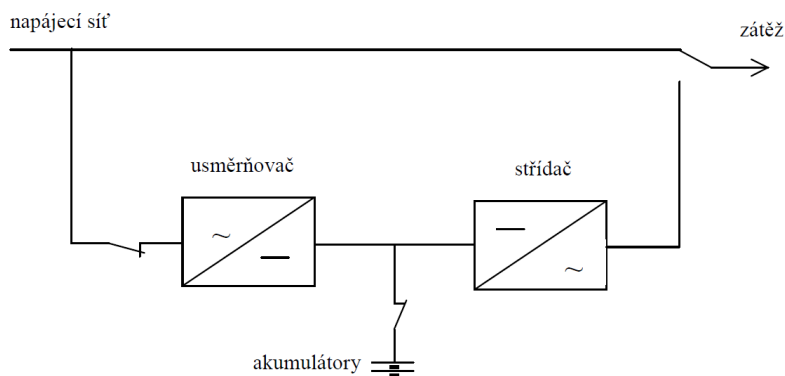 napájecí síť
zátěž
usměrňovač
střídač
~
—
—
~
akumulátory